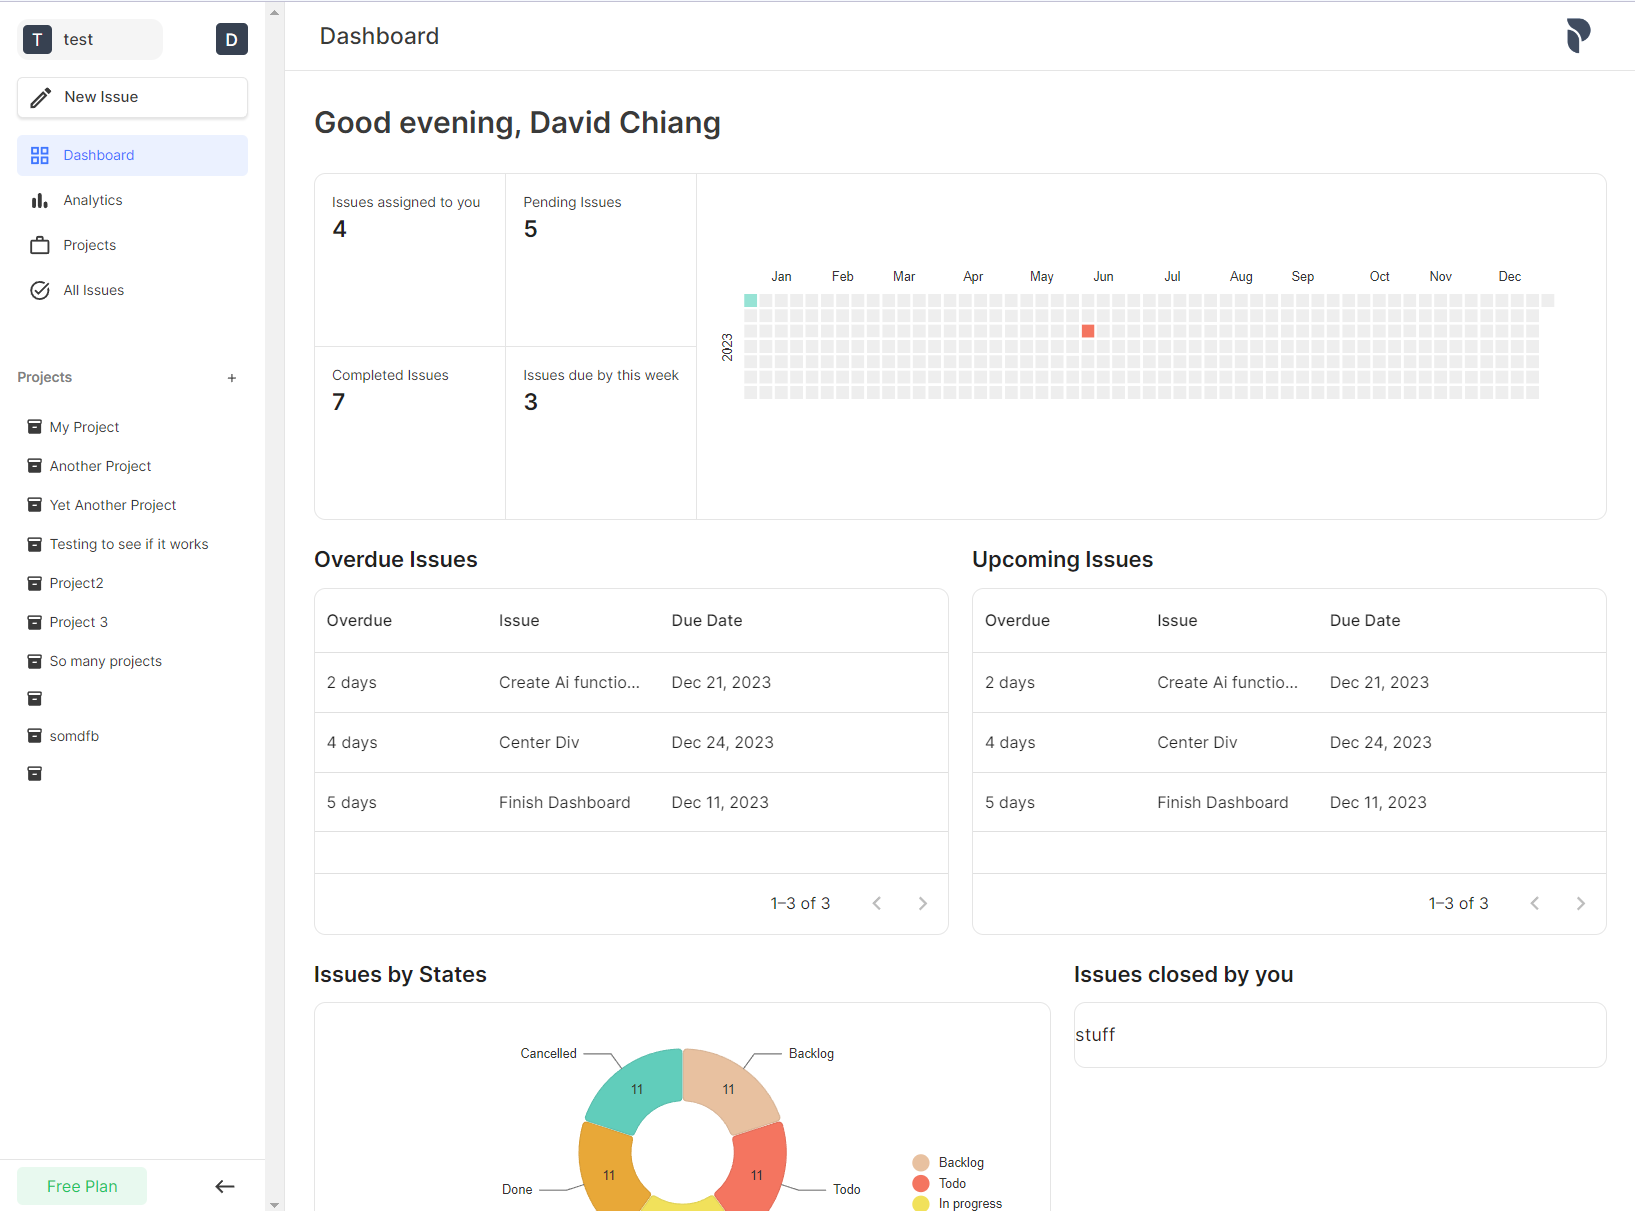 T test D
New Issue
Dashboard
Analytics
Projects
All Issues
Projects +
My Project
Another Project
Yet Another Project
Testing to see if it works
Project2
Project 3
So many projects
somdfb
Free Plan
Dashboard
Good evening, David Chiang
Issues assigned to you
4
Pending Issues
5
Completed Issues
7
Issues due by this week
3
Jan Feb Mar Apr May Jun Jul Aug Sep Oct Nov Dec
2023
Overdue Issues
Overdue Issue Due Date
2 days Create Ai functio... Dec 21, 2023
4 days Center Div Dec 24, 2023
5 days Finish Dashboard Dec 11, 2023
1–3 of 3
Upcoming Issues
Overdue Issue Due Date
2 days Create Ai functio... Dec 21, 2023
4 days Center Div Dec 24, 2023
5 days Finish Dashboard Dec 11, 2023
1–3 of 3
Issues by States
Cancelled Backlog
11 11
11 11
Done Todo
Backlog
Todo
In progress
Issues closed by you
stuff